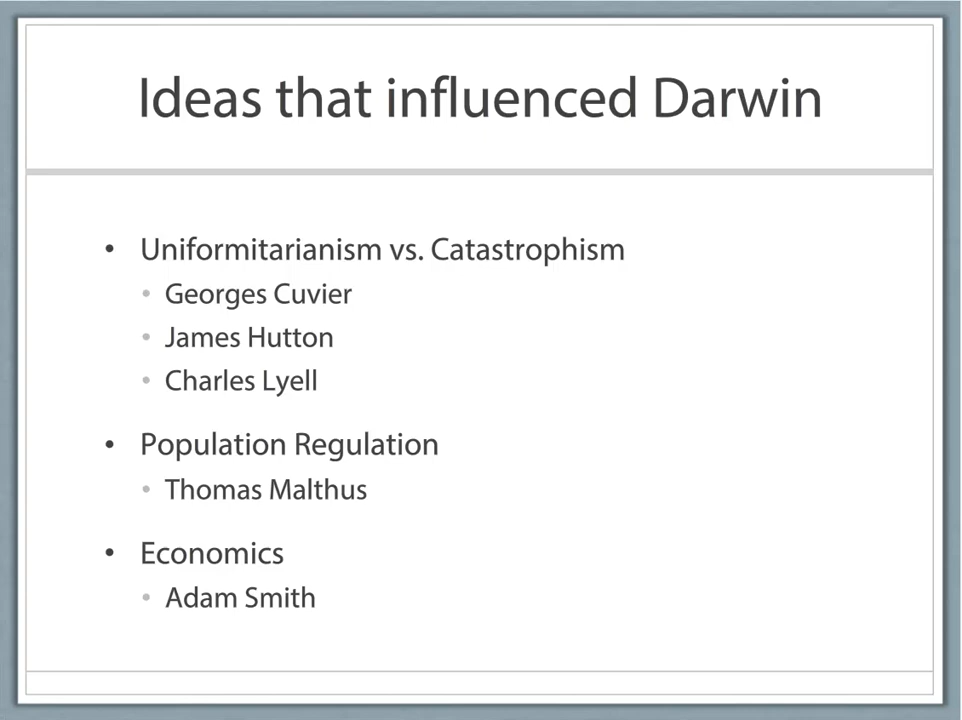 Ideas that influenced Darwin
• Uniformitarianism vs. Catastrophism
• Georges Cuvier
• James Hutton
• Charles Lyell
• Population Regulation
• Thomas Malthus
• Economics
• Adam Smith